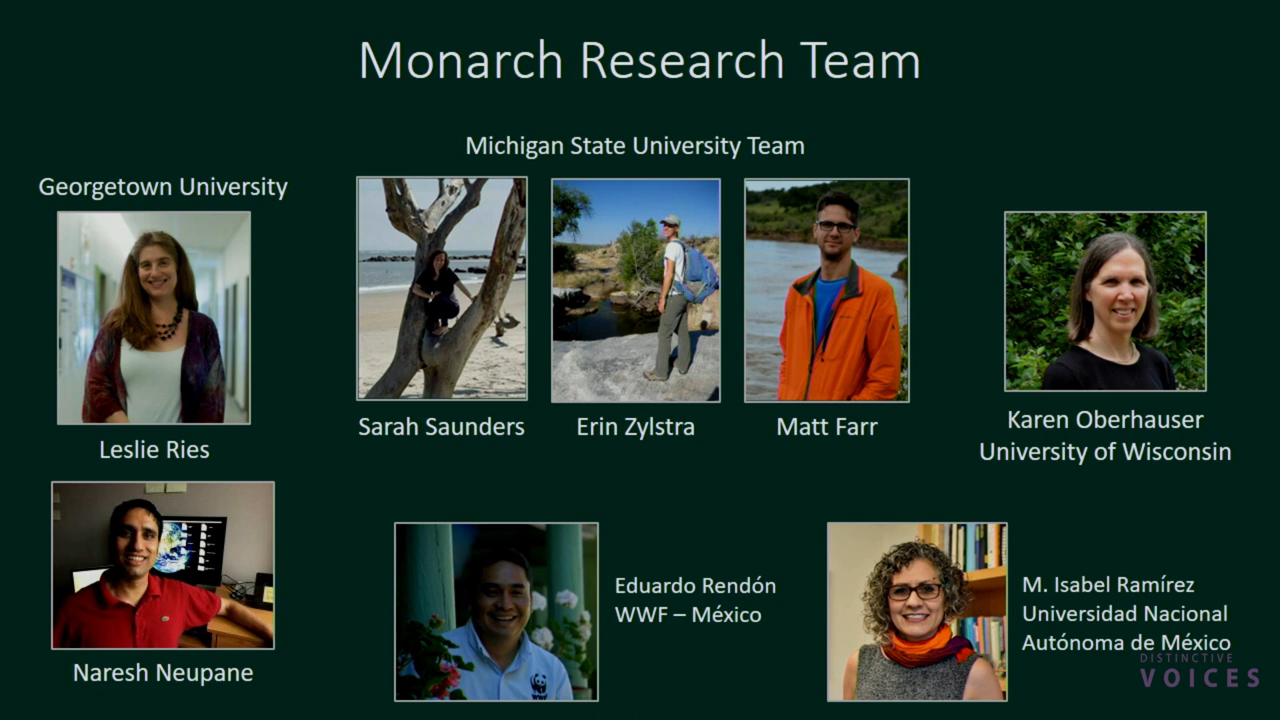 Monarch Research Team
Michigan State University Team
Georgetown University
Leslie Ries
Sarah Saunders
Erin Zylstra
Matt Farr
Karen Oberhauser
University of Wisconsin
Naresh Neupane
Eduardo Rendón
WWF – México
WWF
M. Isabel Ramírez
Universidad Nacional
Autónoma de México
DISTINCTIVE
VOICES